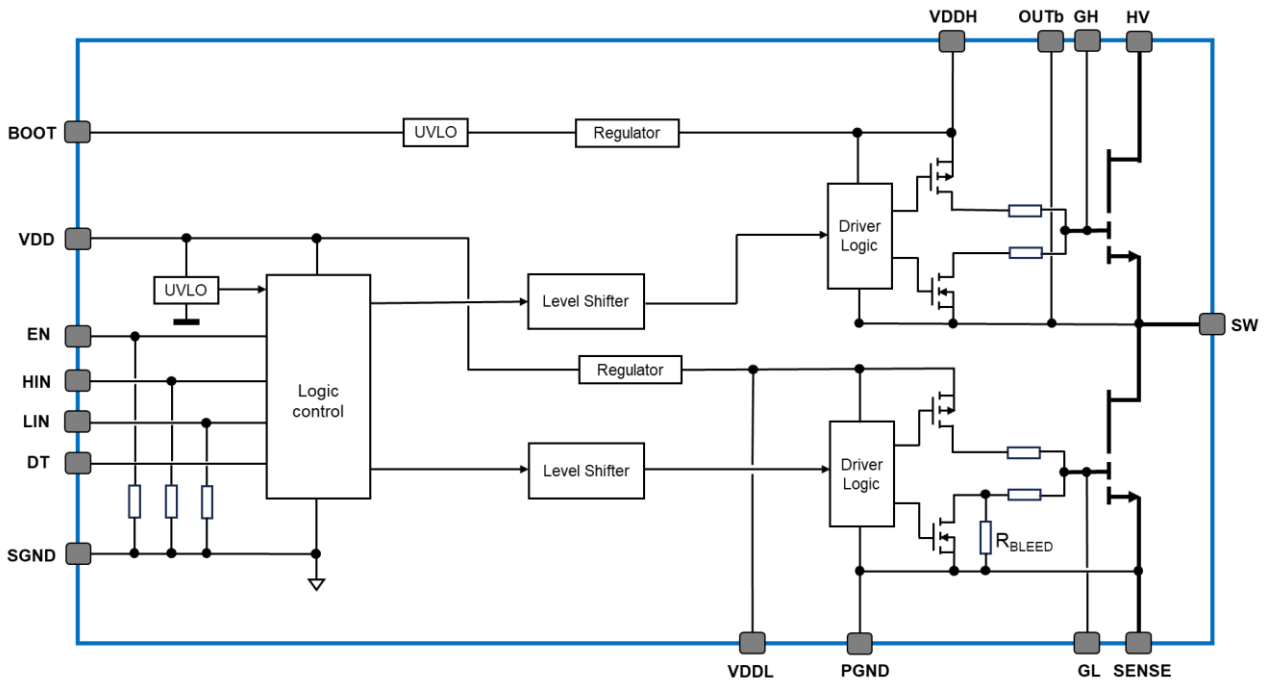 VDDH
OUTb
GH
HV
BOOT
UVLO
Regulator
VDD
Driver
Logic
UVLO
Level Shifter
EN
SW
HIN
Regulator
Logic
control
LIN
DT
Level Shifter
Driver
Logic
RBLEED
SGND
VDDL
PGND
GL
SENSE